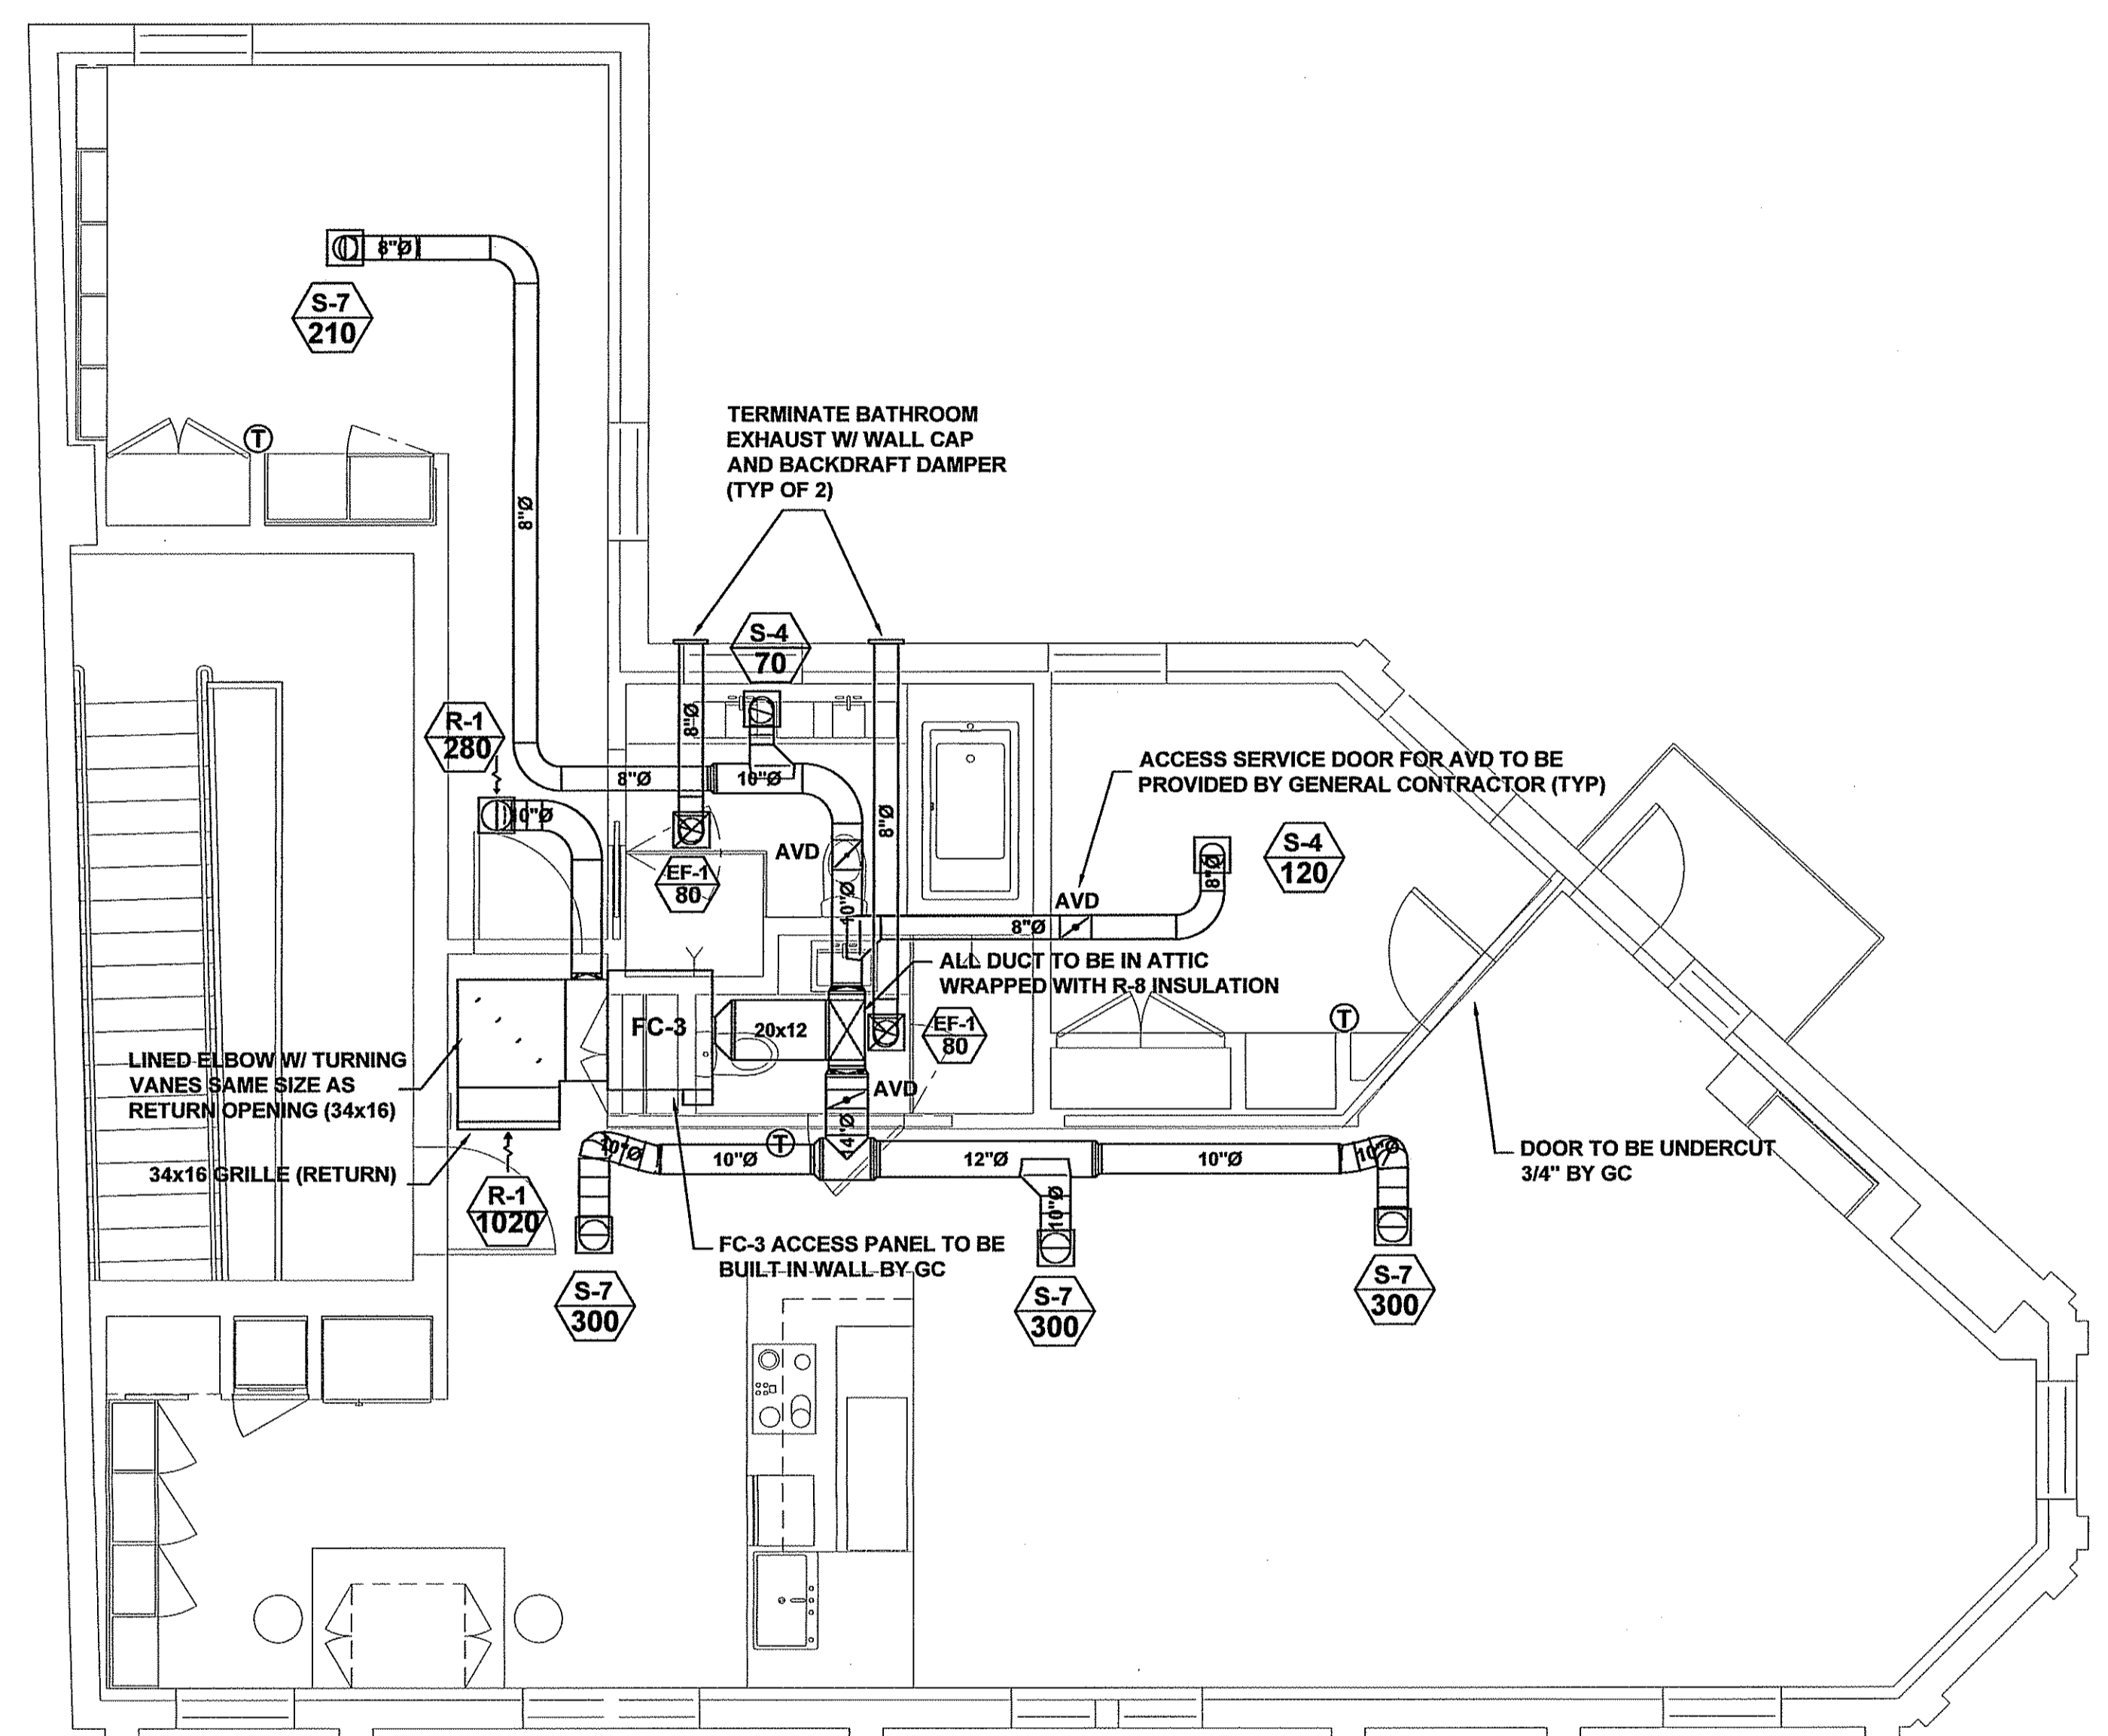 8"Ø
S-7
210
T
8"Ø
TERMINATE BATHROOM
EXHAUST W/ WALL CAP
AND BACKDRAFT DAMPER
(TYP OF 2)
S-4
70
R-1
280
8"Ø
8"Ø
10"Ø
0"Ø
8"Ø
ACCESS SERVICE DOOR FOR AVD TO BE
PROVIDED BY GENERAL CONTRACTOR (TYP)
AVD
EF-1
80
10"Ø
S-4
120
8"Ø
AVD
8"Ø
ALL DUCT TO BE IN ATTIC
WRAPPED WITH R-8 INSULATION
FC-3
20x12
EF-1
80
T
LINED ELBOW W/ TURNING
VANES SAME SIZE AS
RETURN OPENING (34x16)
AVD
4"Ø
34x16 GRILLE (RETURN)
R-1
1020
10"Ø
10"Ø
T
12"Ø
10"Ø
10"Ø
10"Ø
DOOR TO BE UNDERCUT
3/4" BY GC
FC-3 ACCESS PANEL TO BE
BUILT IN WALL BY GC
S-7
300
S-7
300
S-7
300